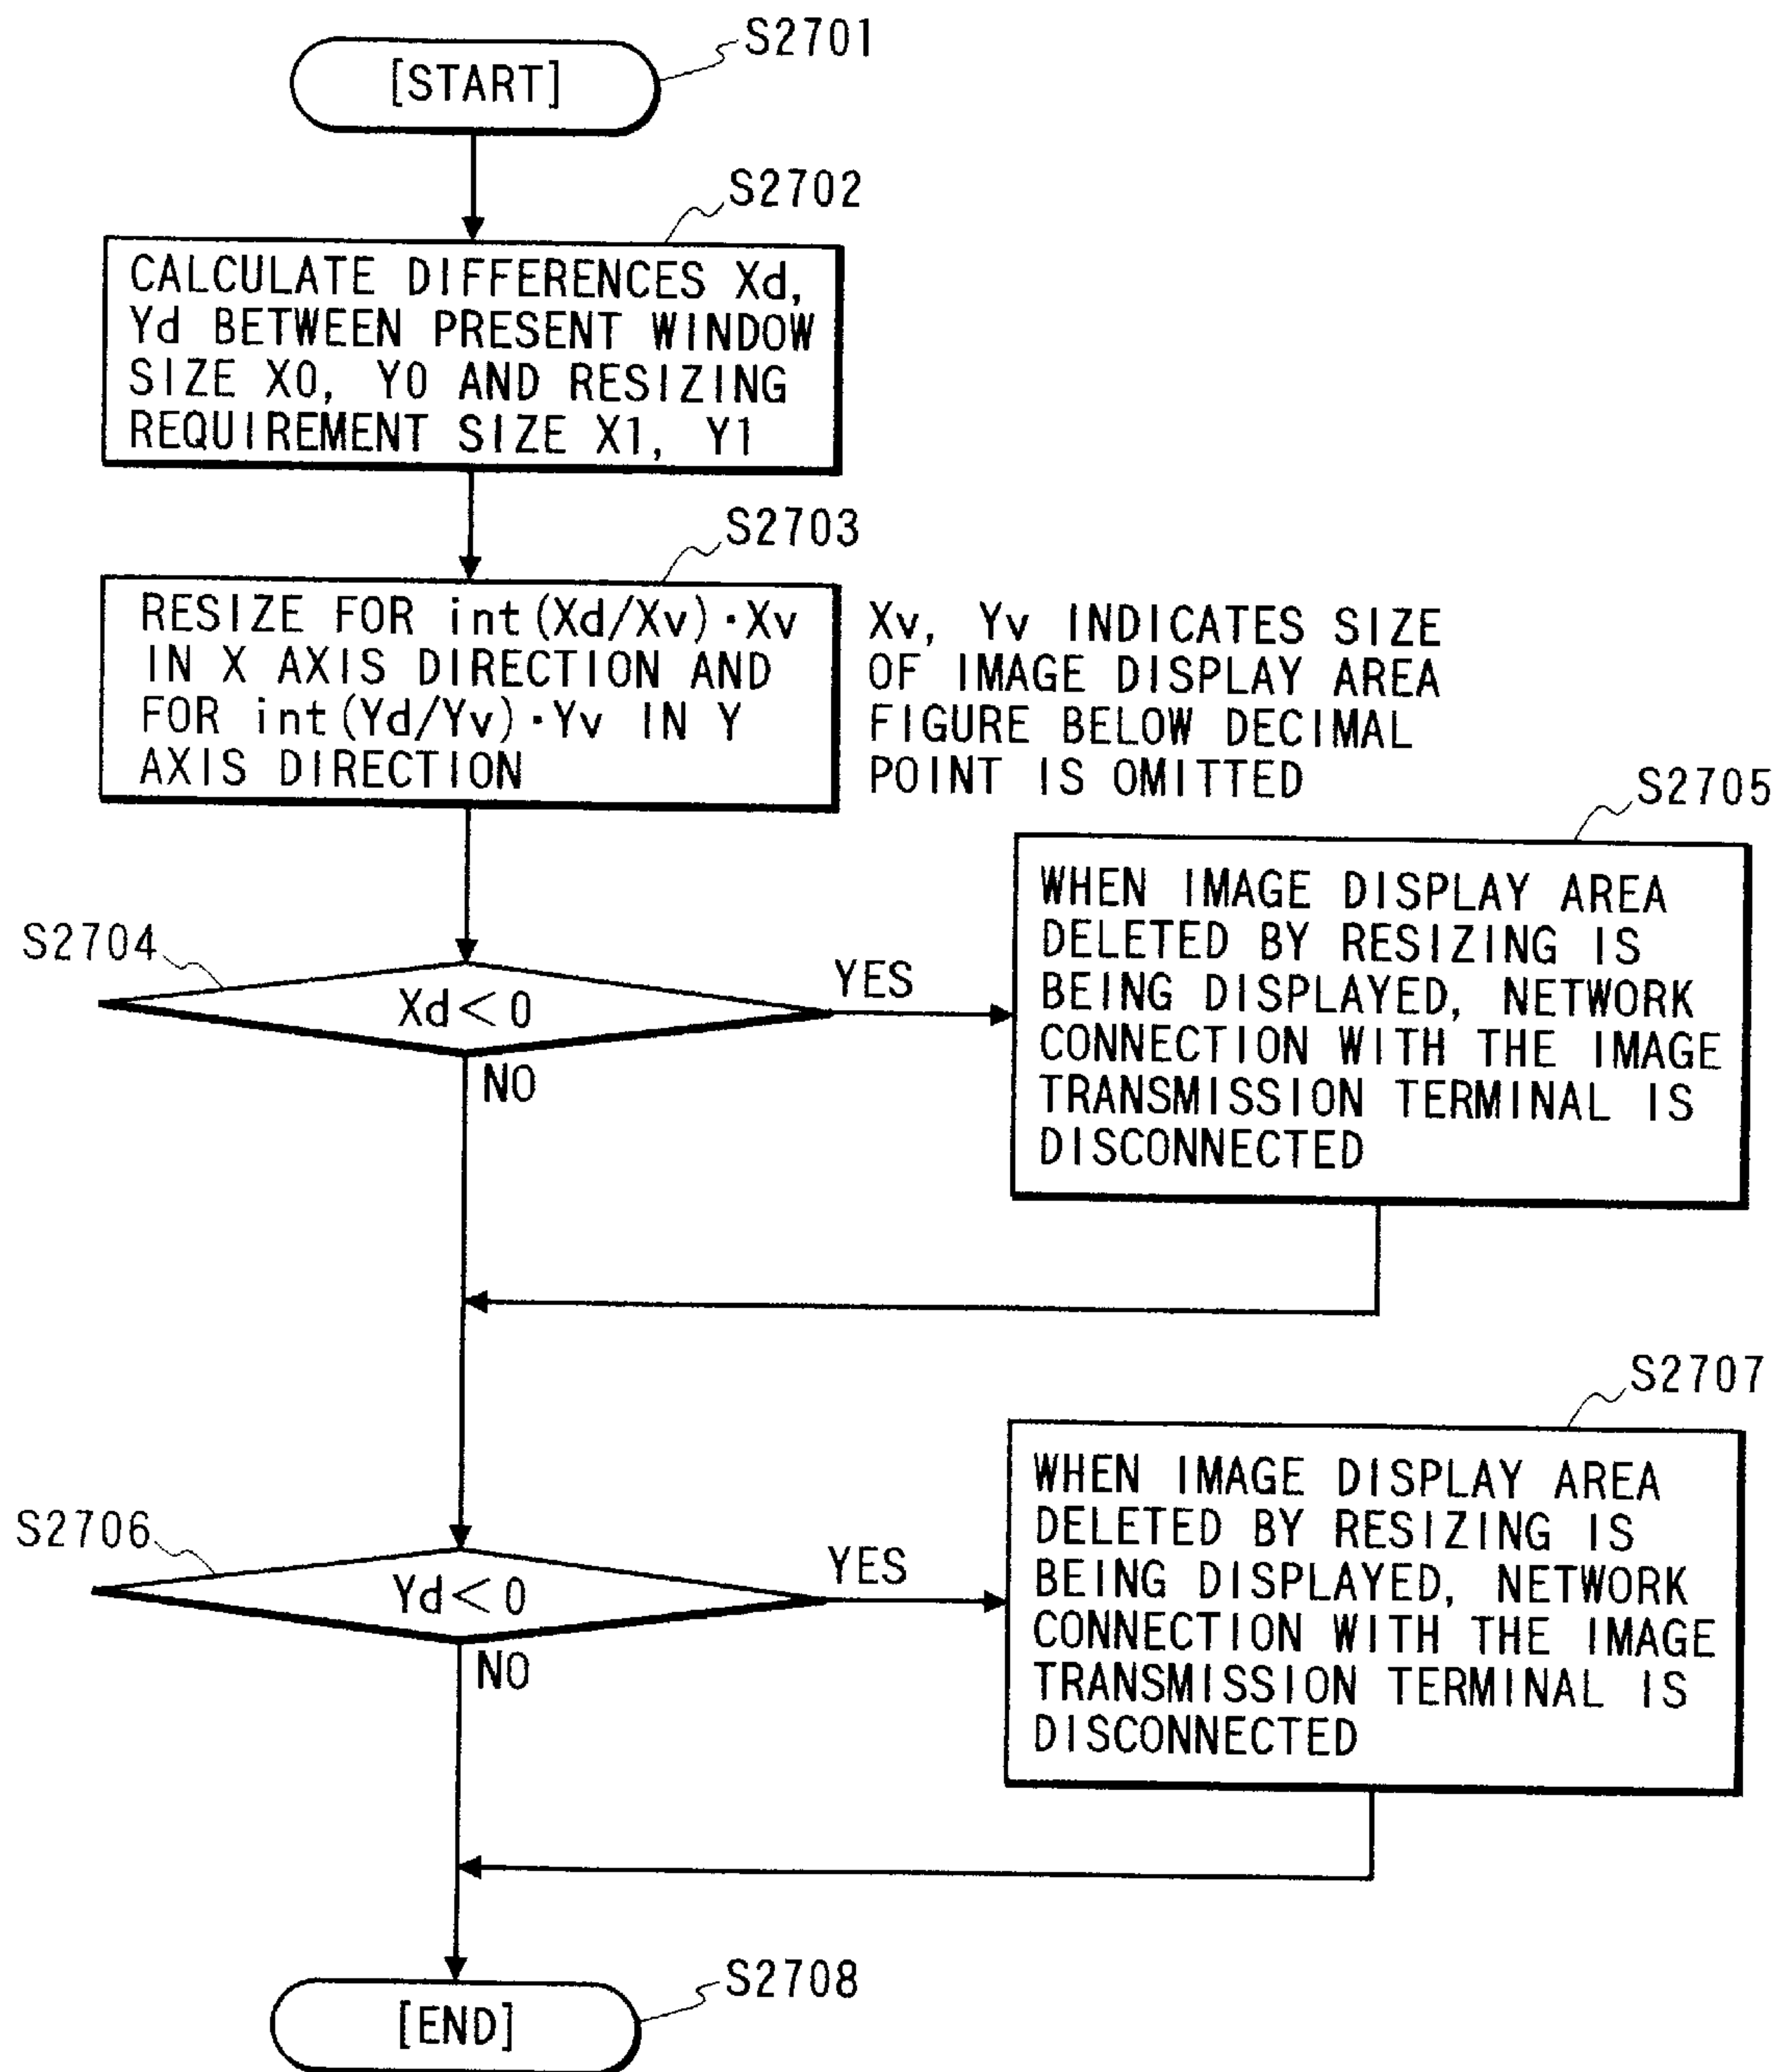 S2701
[START]
S2702
CALCULATE DIFFERENCES Xd,
Yd BETWEEN PRESENT WINDOW
SIZE X0, Y0 AND RESIZING
REQUIREMENT SIZE X1, Y1
S2703
RESIZE FOR int(Xd/Xv)·Xv
IN X AXIS DIRECTION AND
FOR int(Yd/Yv)·Yv IN Y
AXIS DIRECTION
Xv, Yv INDICATES SIZE
OF IMAGE DISPLAY AREA
FIGURE BELOW DECIMAL
POINT IS OMITTED
S2704
Xd<0
YES
NO
S2705
WHEN IMAGE DISPLAY AREA
DELETED BY RESIZING IS
BEING DISPLAYED, NETWORK
CONNECTION WITH THE IMAGE
TRANSMISSION TERMINAL IS
DISCONNECTED
S2706
Yd<0
YES
NO
S2707
WHEN IMAGE DISPLAY AREA
DELETED BY RESIZING IS
BEING DISPLAYED, NETWORK
CONNECTION WITH THE IMAGE
TRANSMISSION TERMINAL IS
DISCONNECTED
S2708
[END]